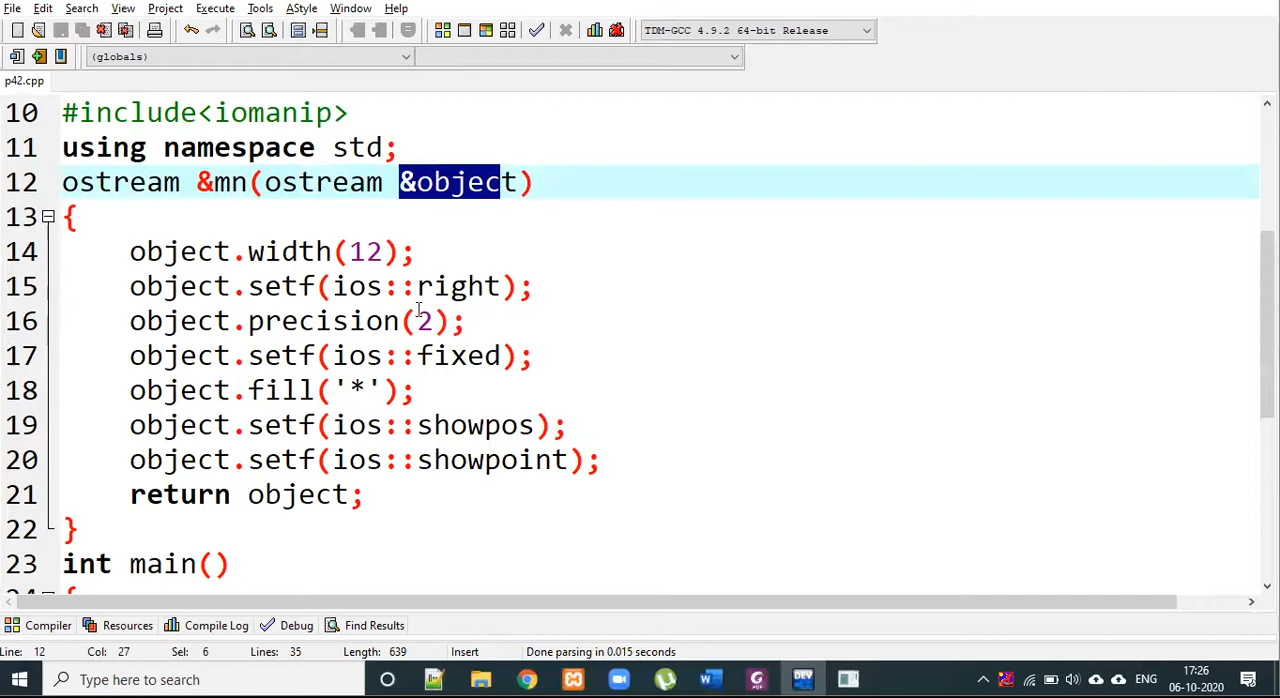 File Edit Search View Project Execute Tools AStyle Window Help
TDM-GCC 4.9.2 64-bit Release
(globals)
p42.cpp
10 #include<iomanip>
11 using namespace std;
12 ostream &mn(ostream &object)
13 {
14 object.width(12);
15 object.setf(ios::right);
16 object.precision(2);
17 object.setf(ios::fixed);
18 object.fill('*');
19 object.setf(ios::showpos);
20 object.setf(ios::showpoint);
21 return object;
22 }
23 int main()
24 {
Compiler Resources Compile Log Debug Find Results
Line: 12 Col: 27 Sel: 6 Lines: 35 Length: 639 Insert Done parsing in 0.015 seconds
Type here to search
DEV
ENG
17:26
06-10-2020